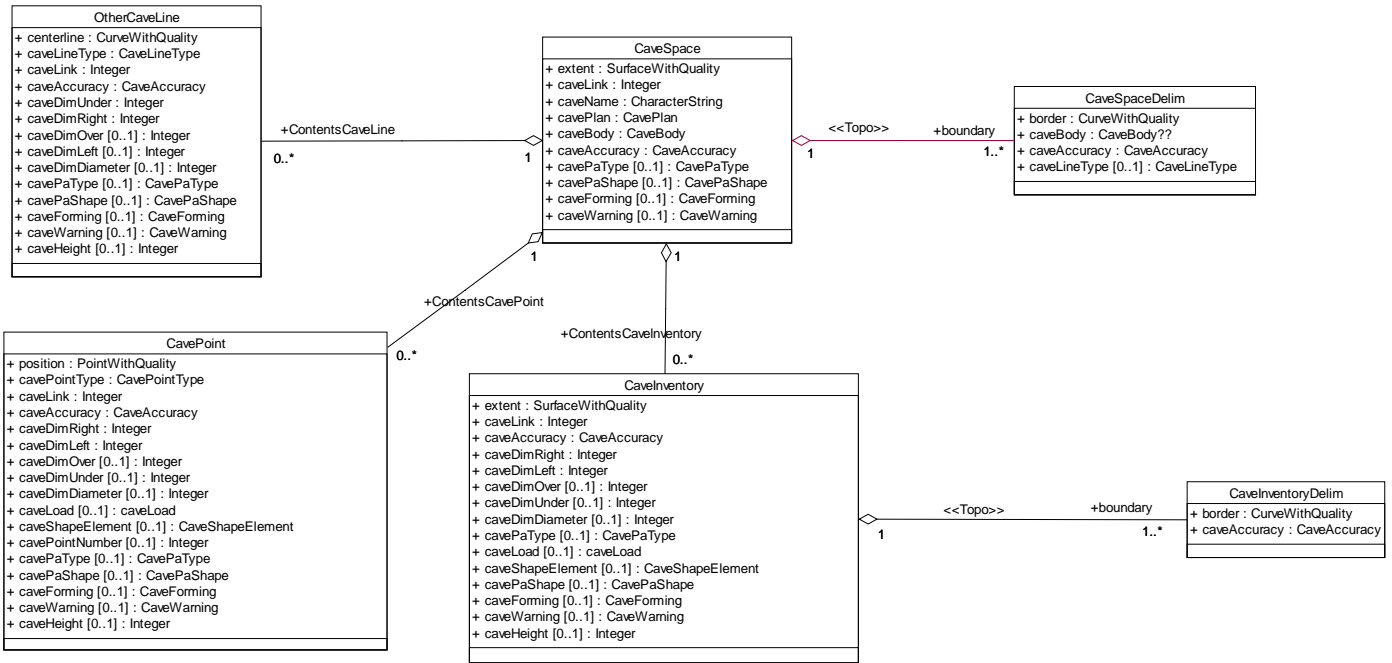 OtherCaveLine
+ centerline : CurveWithQuality
+ caveLineType : CaveLineType
+ caveLink : Integer
+ caveAccuracy : CaveAccuracy
+ caveDimUnder : Integer
+ caveDimRight : Integer
+ caveDimOver [0..1] : Integer
+ caveDimLeft [0..1] : Integer
+ caveDimDiameter [0..1] : Integer
+ cavePaType [0..1] : CavePaType
+ cavePaShape [0..1] : CavePaShape
+ caveForming [0..1] : CaveForming
+ caveWarning [0..1] : CaveWarning
+ caveHeight [0..1] : Integer
+ContentsCaveLine
0..*
1
CaveSpace
+ extent : SurfaceWithQuality
+ caveLink : Integer
+ caveName : CharacterString
+ cavePlan : CavePlan
+ caveBody : CaveBody
+ caveAccuracy : CaveAccuracy
+ cavePaType [0..1] : CavePaType
+ cavePaShape [0..1] : CavePaShape
+ caveForming [0..1] : CaveForming
+ caveWarning [0..1] : CaveWarning
1
<<Topo>>
+boundary
1..*
CaveSpaceDelim
+ border : CurveWithQuality
+ caveBody : CaveBody??
+ caveAccuracy : CaveAccuracy
+ caveLineType [0..1] : CaveLineType
1
+ContentsCavePoint
0..*
1
+ContentsCaveInventory
0..*
CavePoint
+ position : PointWithQuality
+ cavePointType : CavePointType
+ caveLink : Integer
+ caveAccuracy : CaveAccuracy
+ caveDimRight : Integer
+ caveDimLeft : Integer
+ caveDimOver [0..1] : Integer
+ caveDimUnder [0..1] : Integer
+ caveDimDiameter [0..1] : Integer
+ caveLoad [0..1] : caveLoad
+ caveShapeElement [0..1] : CaveShapeElement
+ cavePointNumber [0..1] : Integer
+ cavePaType [0..1] : CavePaType
+ cavePaShape [0..1] : CavePaShape
+ caveForming [0..1] : CaveForming
+ caveWarning [0..1] : CaveWarning
+ caveHeight [0..1] : Integer
CaveInventory
+ extent : SurfaceWithQuality
+ caveLink : Integer
+ caveAccuracy : CaveAccuracy
+ caveDimRight : Integer
+ caveDimLeft : Integer
+ caveDimOver [0..1] : Integer
+ caveDimUnder [0..1] : Integer
+ caveDimDiameter [0..1] : Integer
+ cavePaType [0..1] : CavePaType
+ caveLoad [0..1] : caveLoad
+ caveShapeElement [0..1] : CaveShapeElement
+ cavePaShape [0..1] : CavePaShape
+ caveForming [0..1] : CaveForming
+ caveWarning [0..1] : CaveWarning
+ caveHeight [0..1] : Integer
1
<<Topo>>
+boundary
1..*
CaveInventoryDelim
+ border : CurveWithQuality
+ caveAccuracy : CaveAccuracy